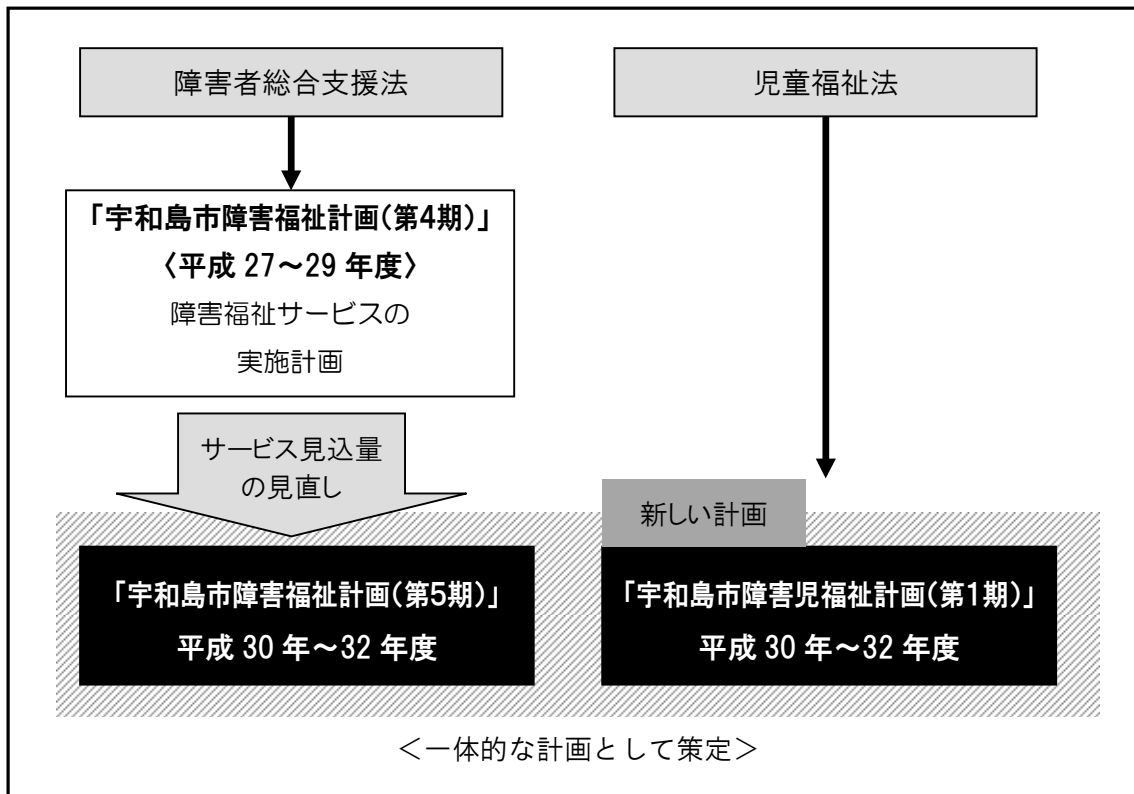 障害者総合支援法
児童福祉法
「宇和島市障害福祉計画(第4期)」
〈平成 27～29 年度〉
障害福祉サービスの
実施計画
サービス見込量
の見直し
新しい計画
「宇和島市障害福祉計画(第5期)」
平成 30 年～32 年度
「宇和島市障害児福祉計画(第1期)」
平成 30 年～32 年度
＜一体的な計画として策定＞